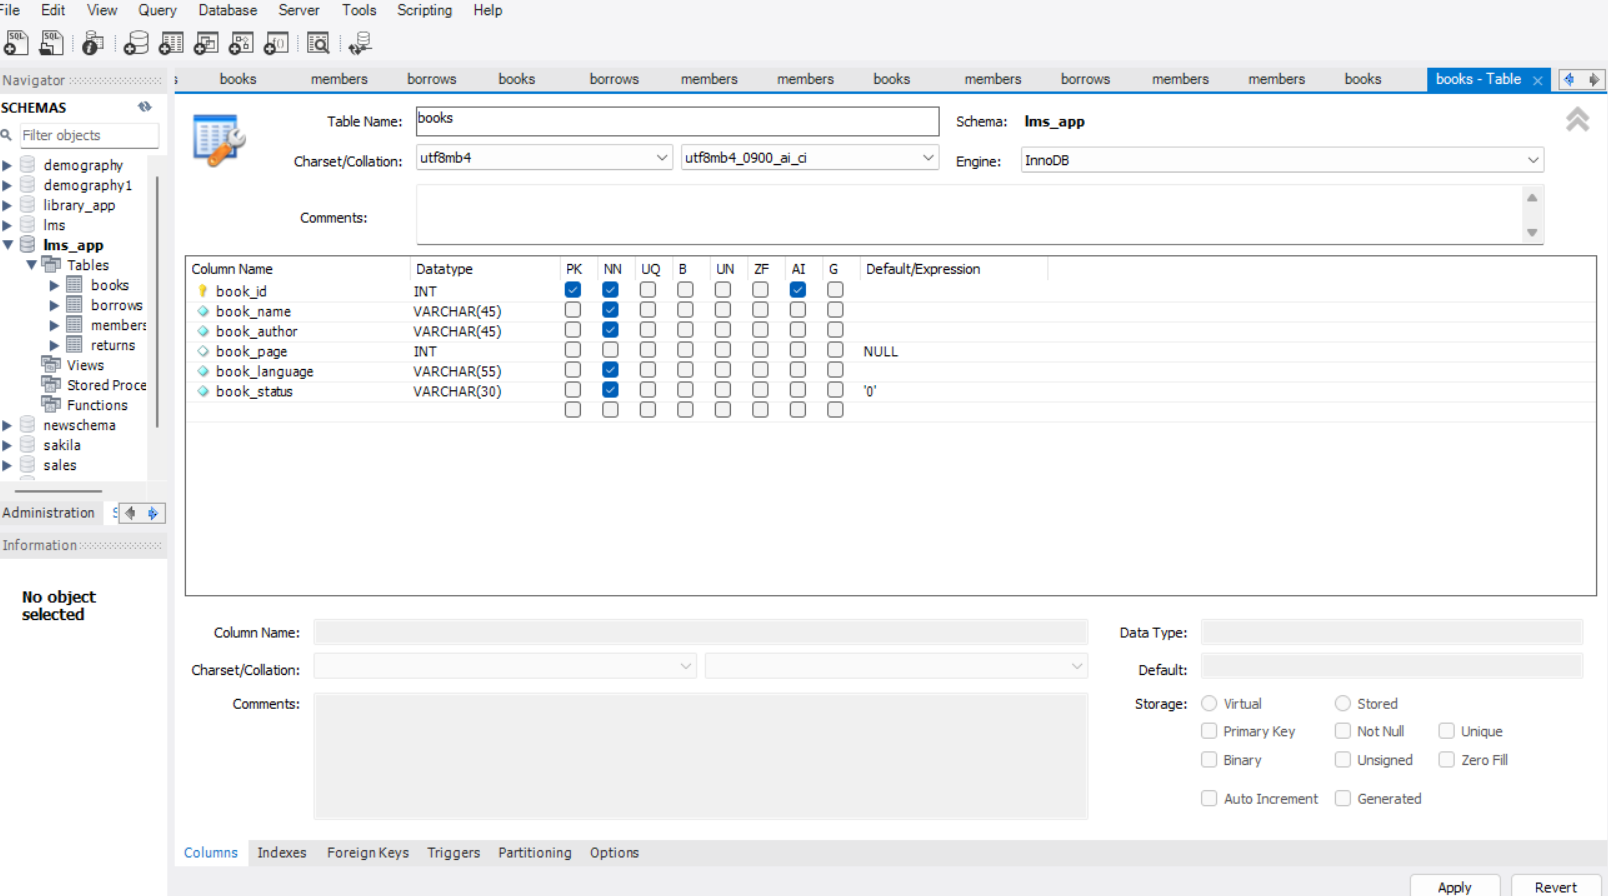 File Edit View Query Database Server Tools Scripting Help
Navigator
s books members borrows books borrows members members books members borrows members members books books - Table
SCHEMAS
Filter objects
demography
demography1
library_app
lms
lms_app
Tables
books
borrows
members
returns
Views
Stored Proce
Functions
newschema
sakila
sales
Administration S
Information
No object
selected
Table Name: books Schema: lms_app
Charset/Collation: utf8mb4 utf8mb4_0900_ai_ci Engine: InnoDB
Comments:
Column Name Datatype PK NN UQ B UN ZF AI G Default/Expression
book_id INT
book_name VARCHAR(45)
book_author VARCHAR(45)
book_page INT NULL
book_language VARCHAR(55)
book_status VARCHAR(30) '0'
Column Name: Data Type:
Charset/Collation: Default:
Comments: Storage: Virtual Stored
Primary Key Not Null Unique
Binary Unsigned Zero Fill
Auto Increment Generated
Columns Indexes Foreign Keys Triggers Partitioning Options
Apply Revert